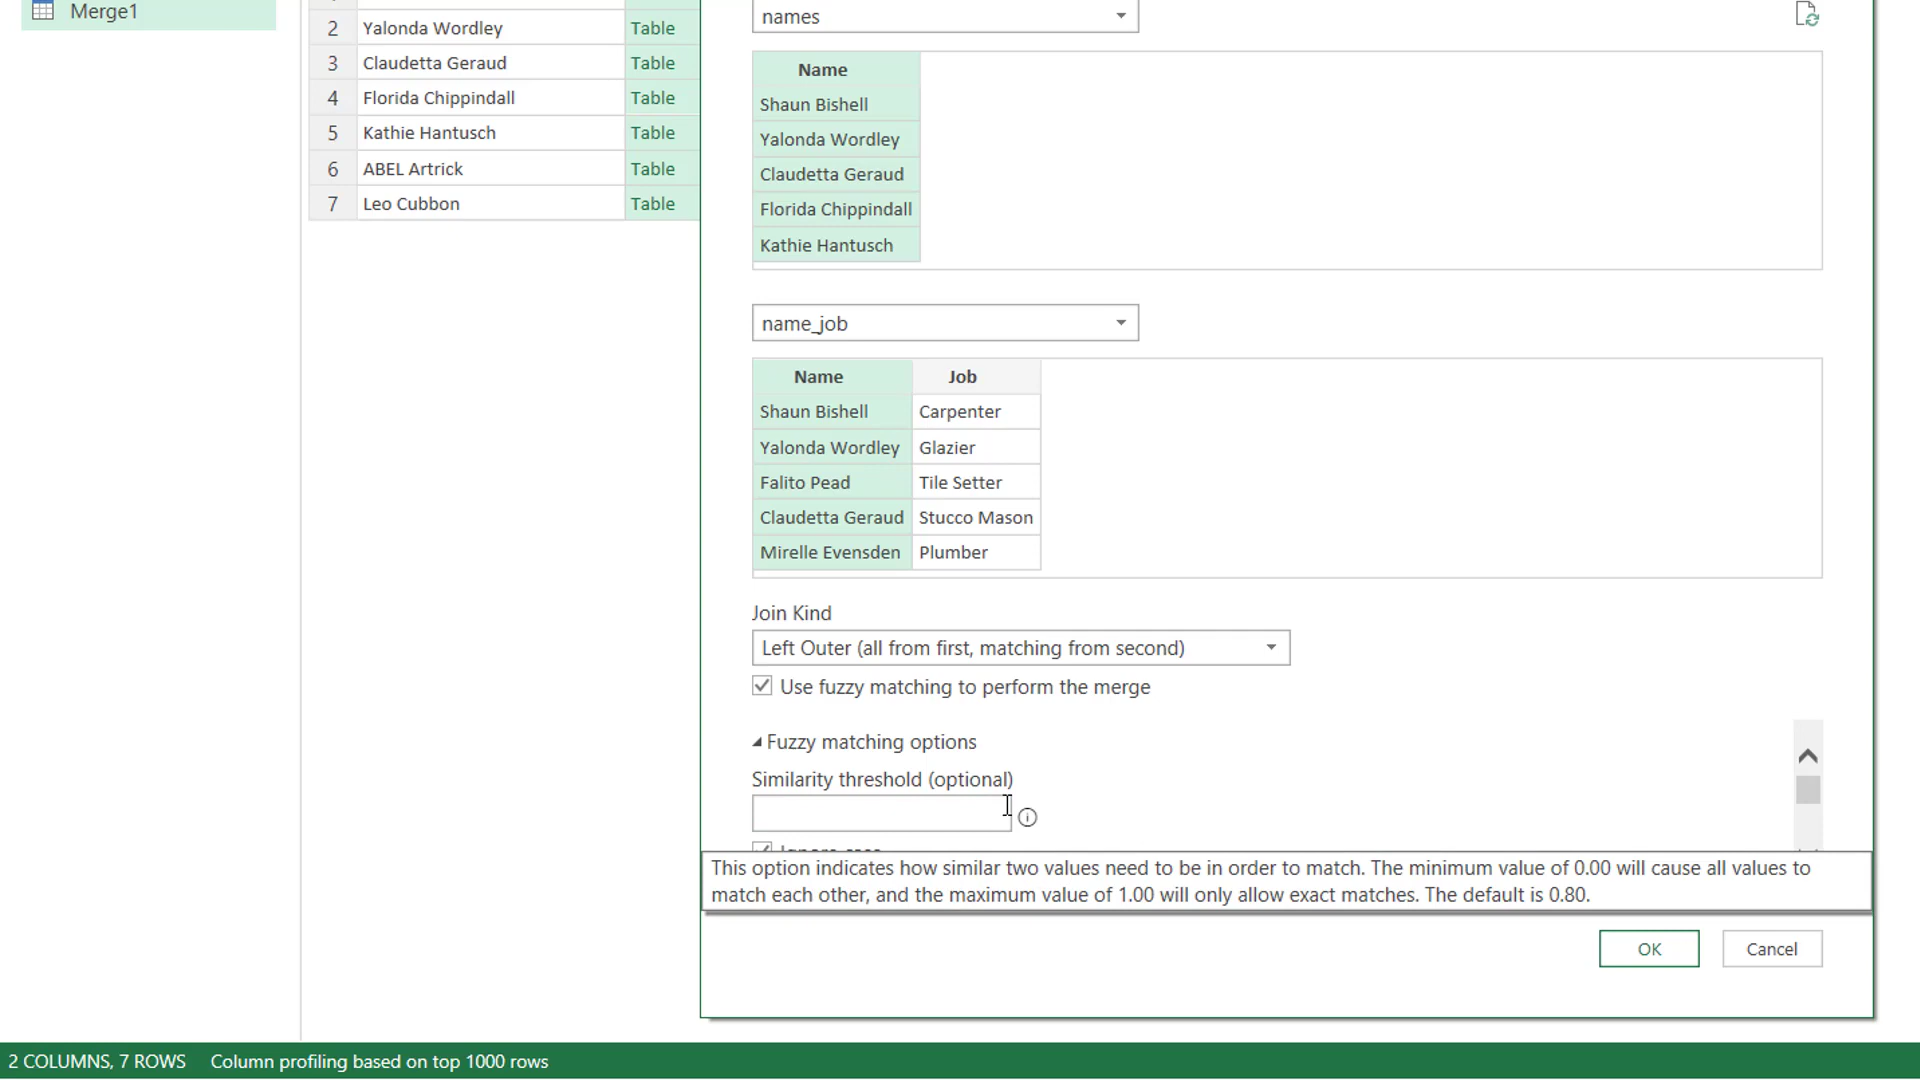 Merge1
2 Yalonda Wordley Table
3 Claudetta Geraud Table
4 Florida Chippindall Table
5 Kathie Hantusch Table
6 ABEL Artrick Table
7 Leo Cubbon Table
names
Name
Shaun Bishell
Yalonda Wordley
Claudetta Geraud
Florida Chippindall
Kathie Hantusch
name_job
Name Job
Shaun Bishell Carpenter
Yalonda Wordley Glazier
Falito Pead Tile Setter
Claudetta Geraud Stucco Mason
Mirelle Evensden Plumber
Join Kind
Left Outer (all from first, matching from second)
Use fuzzy matching to perform the merge
Fuzzy matching options
Similarity threshold (optional)
This option indicates how similar two values need to be in order to match. The minimum value of 0.00 will cause all values to
match each other, and the maximum value of 1.00 will only allow exact matches. The default is 0.80.
OK Cancel
2 COLUMNS, 7 ROWS Column profiling based on top 1000 rows